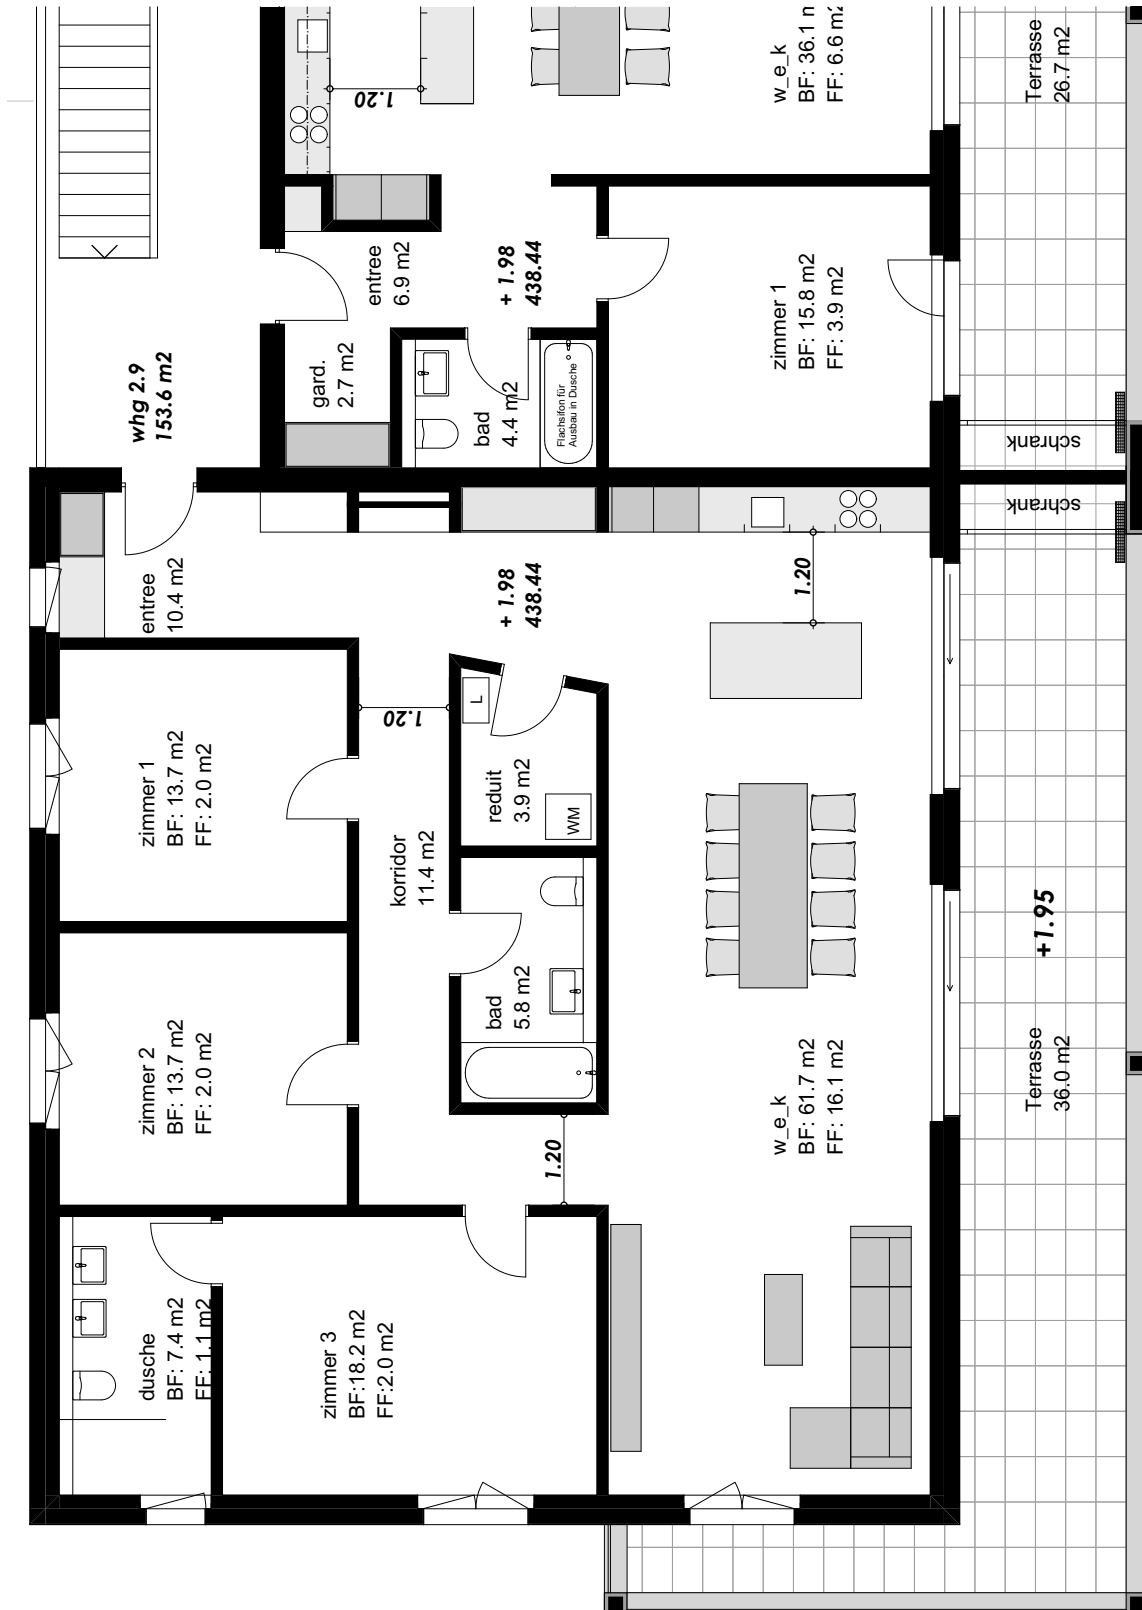 1.20
w_e_k
BF: 36.1
FF: 6.6 m2
Terrasse
26.7 m2
entree
6.9 m2
+ 1.98
438.44
zimmer 1
BF: 15.8 m2
FF: 3.9 m2
whg 2.9
153.6 m2
gard.
2.7 m2
bad
4.4 m2
Flachsifon für
Ausbau in Dusche
schrank
schrank
entree
10.4 m2
+ 1.98
438.44
1.20
1.20
L
zimmer 1
BF: 13.7 m2
FF: 2.0 m2
reduit
3.9 m2
WM
korridor
11.4 m2
+1.95
bad
5.8 m2
zimmer 2
BF: 13.7 m2
FF: 2.0 m2
w_e_k
BF: 61.7 m2
FF: 16.1 m2
Terrasse
36.0 m2
1.20
dusche
BF: 7.4 m2
FF: 1.1 m2
zimmer 3
BF:18.2 m2
FF:2.0 m2